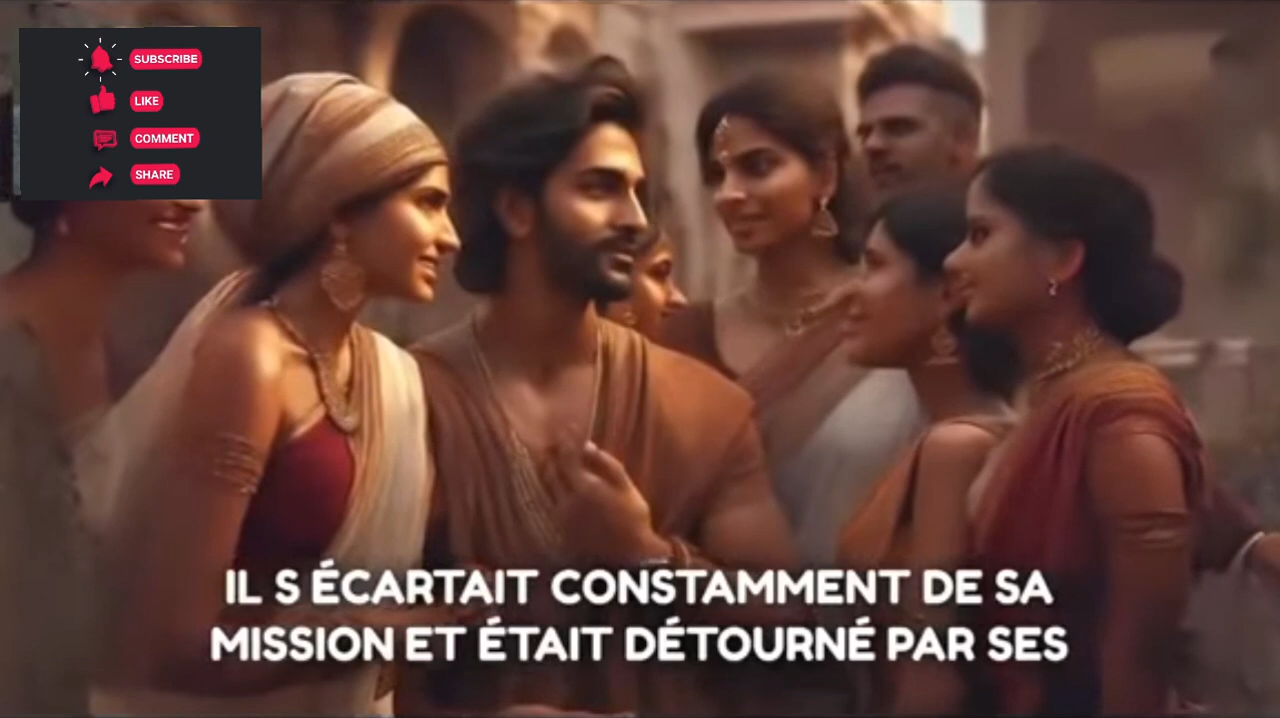 SUBSCRIBE
LIKE
COMMENT
SHARE
IL S ÉCARTAIT CONSTAMMENT DE SA
MISSION ET ÉTAIT DÉTOURNÉ PAR SES